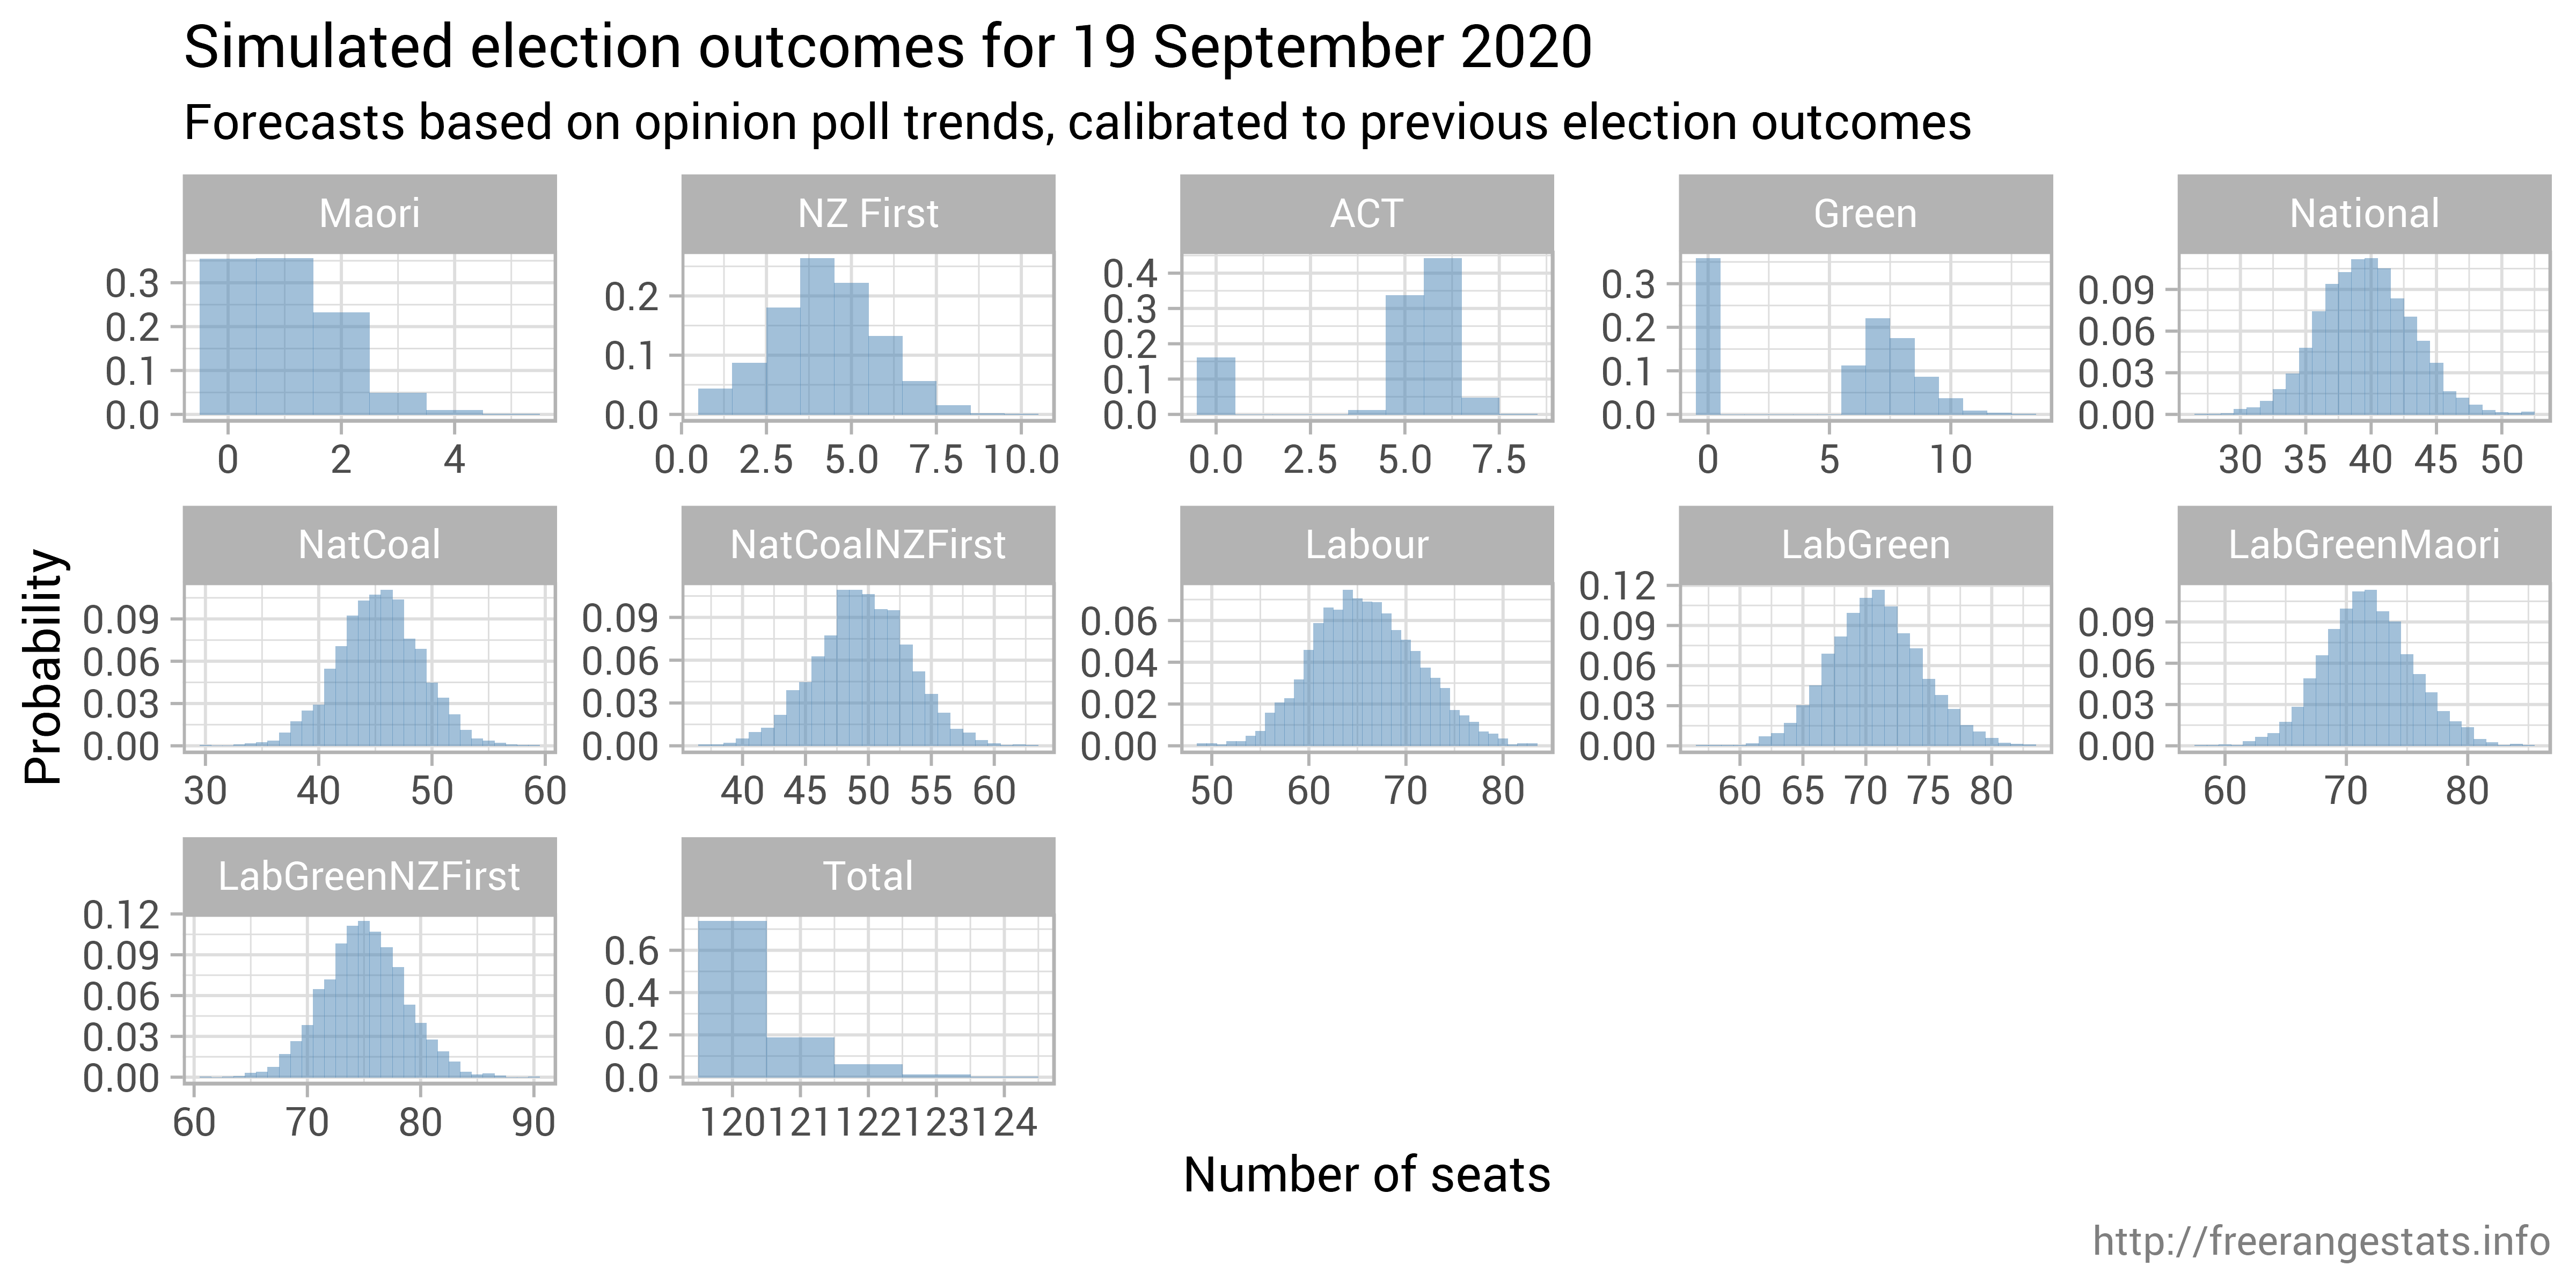 Simulated election outcomes for 19 September 2020
Forecasts based on opinion poll trends, calibrated to previous election outcomes
Maori
NZ First
ACT
Green
National
0.3
0.2
0.1
0.0
0.2
0.1
0.0
0.4
0.3
0.2
0.1
0.0
0.3
0.2
0.1
0.0
0.09
0.06
0.03
0.00
0 2 4
0.0 2.5 5.0 7.5 10.0
0.0 2.5 5.0 7.5
0 5 10
30 35 40 45 50
NatCoal
NatCoalNZFirst
Labour
LabGreen
LabGreenMaori
Probability
0.09
0.06
0.03
0.00
0.09
0.06
0.03
0.00
0.06
0.04
0.02
0.00
0.12
0.09
0.06
0.03
0.00
0.09
0.06
0.03
0.00
30 40 50 60
40 45 50 55 60
50 60 70 80
60 65 70 75 80
60 70 80
LabGreenNZFirst
Total
0.12
0.09
0.06
0.03
0.00
0.6
0.4
0.2
0.0
60 70 80 90
120 121 122 123 124
Number of seats
http://freerangestats.info